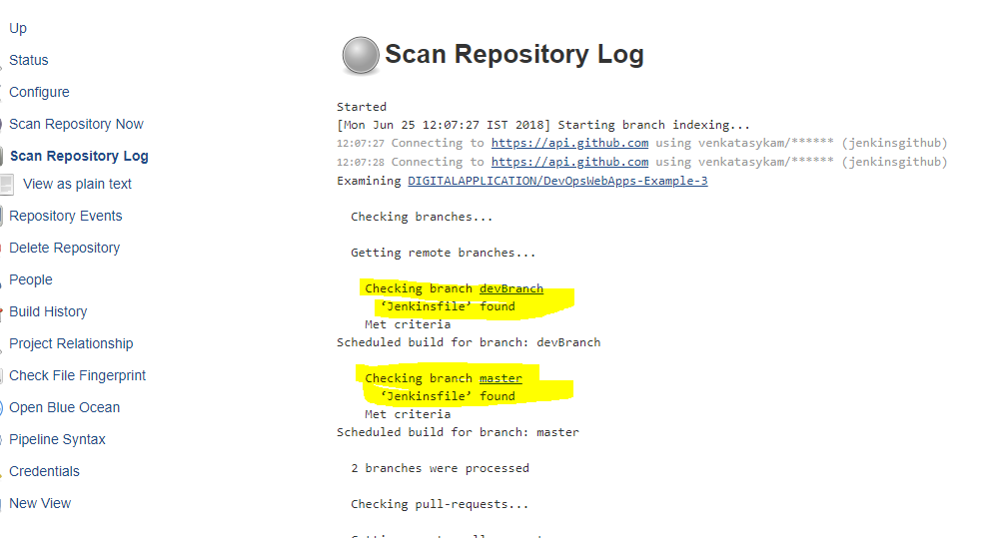 Up
Status
Configure
Scan Repository Now
Scan Repository Log
View as plain text
Repository Events
Delete Repository
People
Build History
Project Relationship
Check File Fingerprint
Open Blue Ocean
Pipeline Syntax
Credentials
New View
Scan Repository Log
Started
[Mon Jun 25 12:07:27 IST 2018] Starting branch indexing...
12:07:27 Connecting to https://api.github.com using venkatasykam/****** (jenkinsgithub)
12:07:28 Connecting to https://api.github.com using venkatasykam/****** (jenkinsgithub)
Examining DIGITALAPPLICATION/DevOpsWebApps-Example-3
Checking branches...
Getting remote branches...
Checking branch devBranch
‘Jenkinsfile’ found
Met criteria
Scheduled build for branch: devBranch
Checking branch master
‘Jenkinsfile’ found
Met criteria
Scheduled build for branch: master
2 branches were processed
Checking pull-requests...